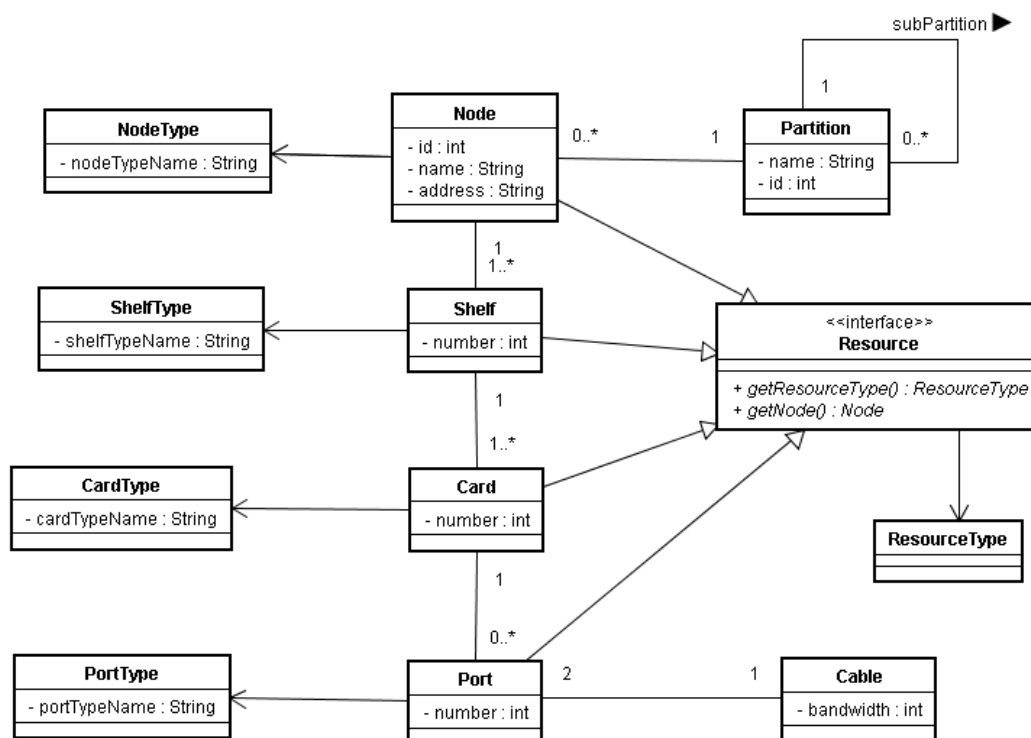 subPartition ▶
1
0..*
Partition
- name : String
- id : int
Node
- id : int
- name : String
- address : String
0..*
1
NodeType
- nodeTypeName : String
1
1..*
ShelfType
- shelfTypeName : String
Shelf
- number : int
<<interface>>
Resource
+ getResourceType() : ResourceType
+ getNode() : Node
1
1..*
CardType
- cardTypeName : String
Card
- number : int
ResourceType
1
0..*
PortType
- portTypeName : String
Port
- number : int
2
1
Cable
- bandwidth : int